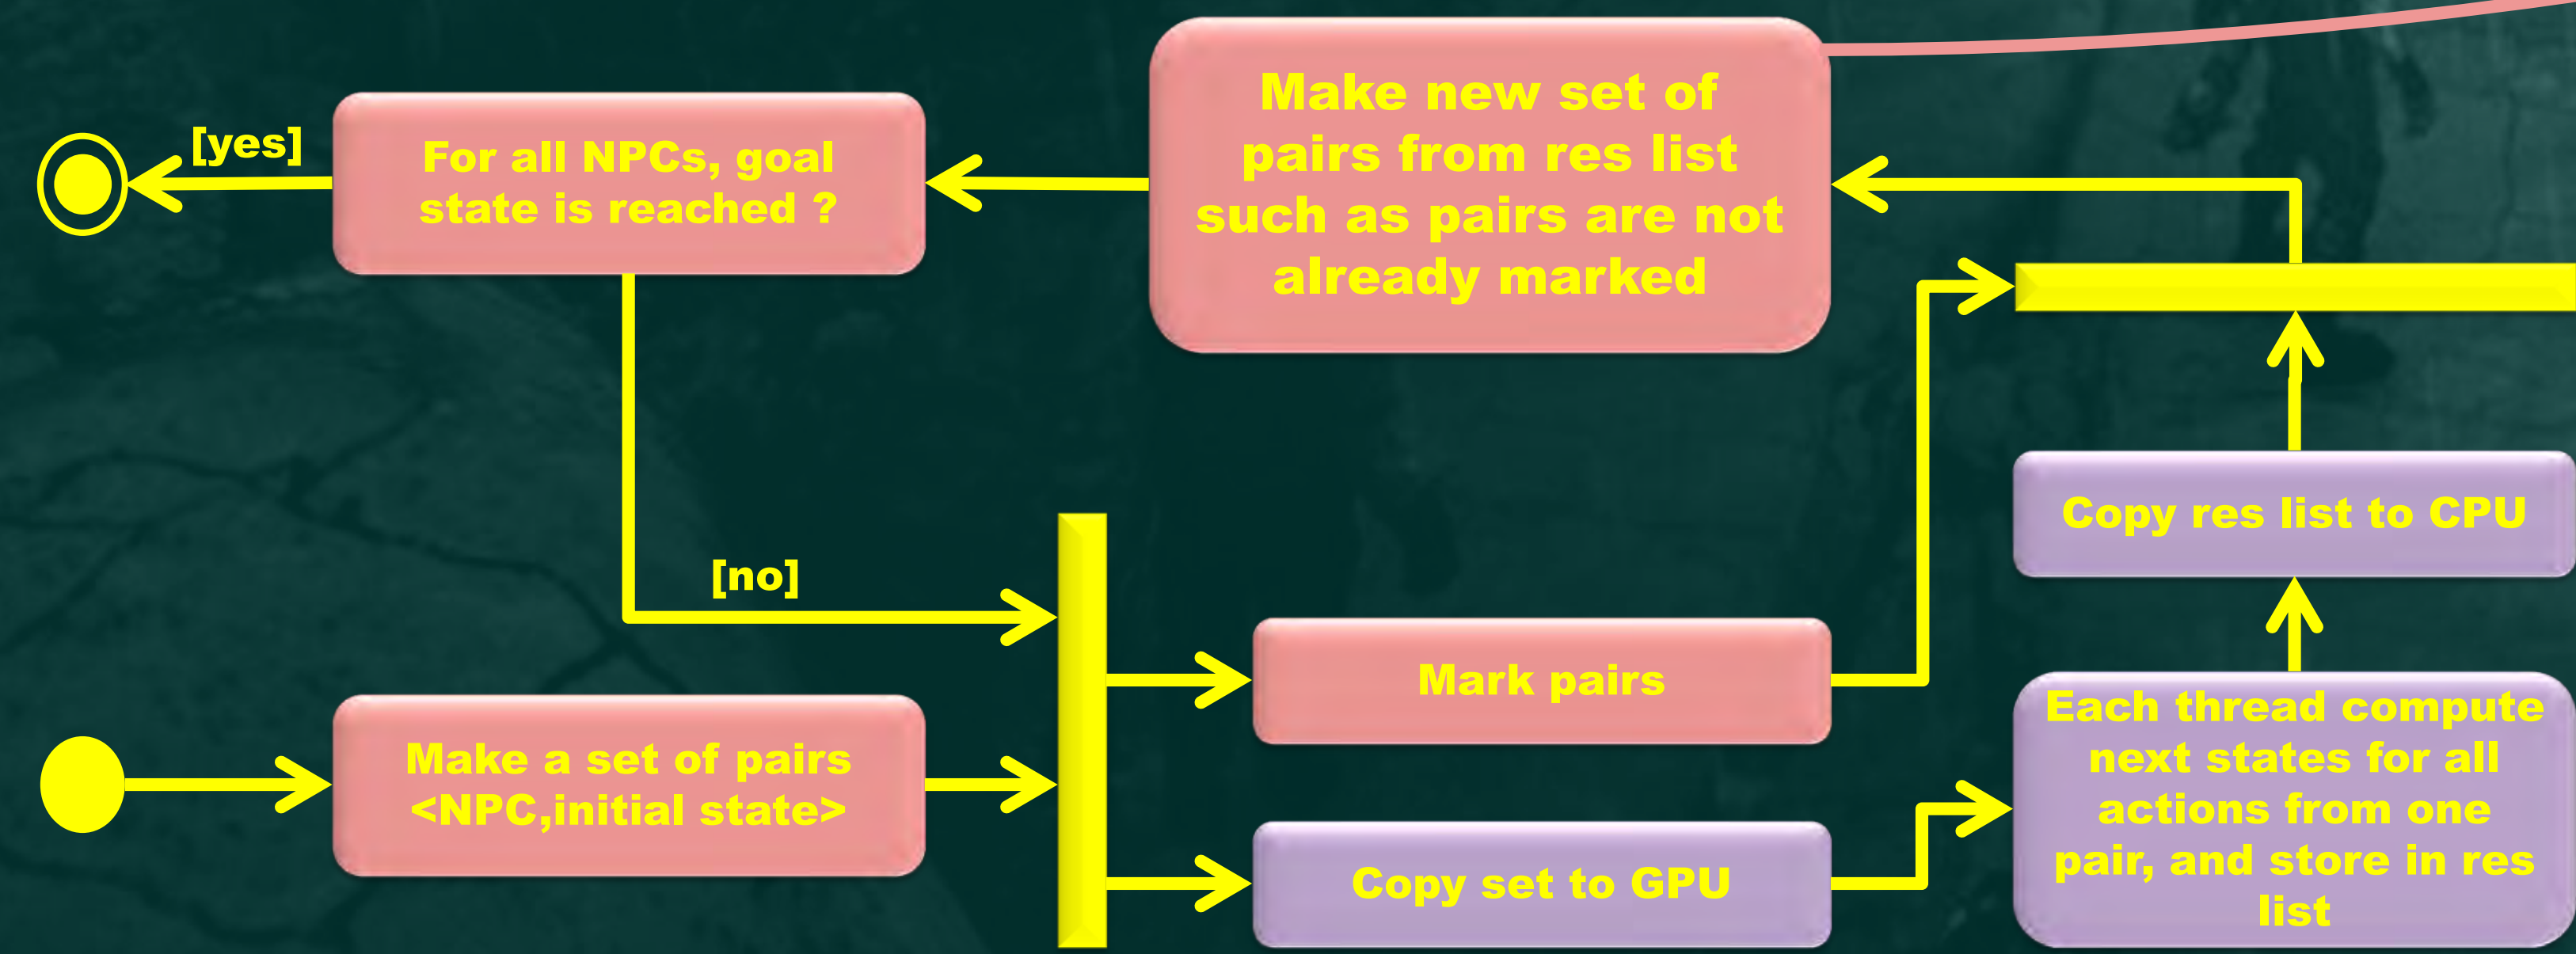 [yes]
For all NPCs, goal
state is reached ?
Make new set of
pairs from res list
such as pairs are not
already marked
[no]
Copy res list to CPU
Mark pairs
Make a set of pairs
<NPC,initial state>
Copy set to GPU
Each thread compute
next states for all
actions from one
pair, and store in res
list